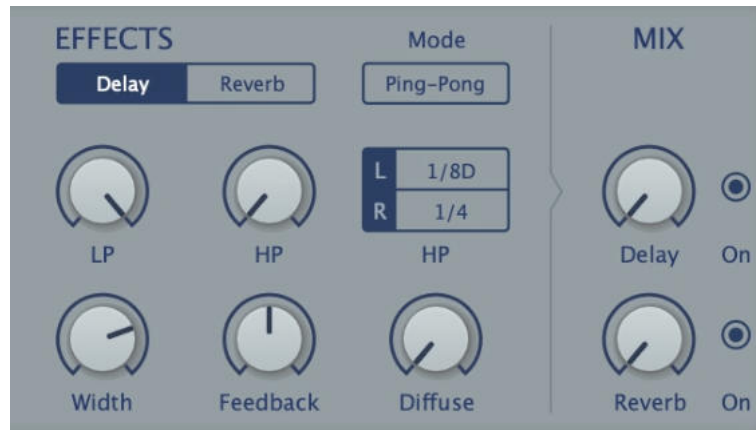 EFFECTS Mode MIX
Delay Reverb Ping-Pong
L 1/8D
R 1/4
LP HP HP Delay On
Width Feedback Diffuse Reverb On